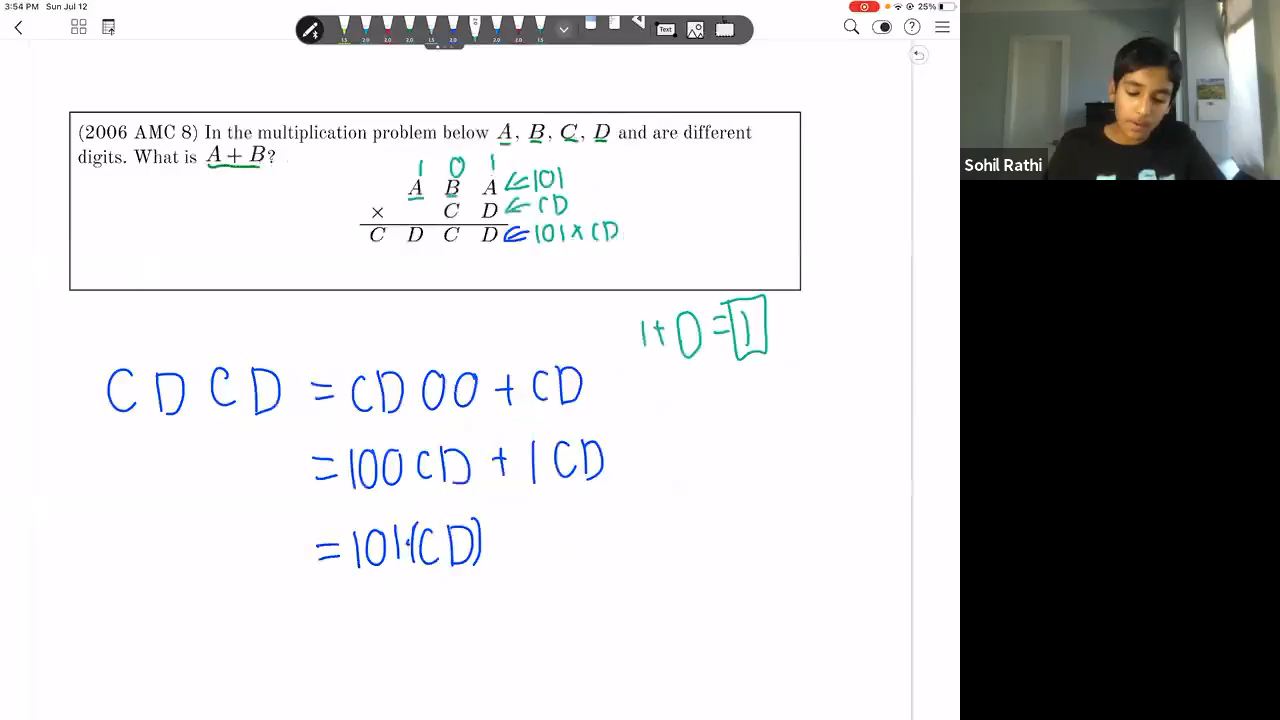 3:54 PM Sun Jul 12
25%
Text
(2006 AMC 8) In the multiplication problem below A, B, C, D and are different
digits. What is A + B?
1 0 1
A B A ← 101
× C D ← CD
C D C D ← 101 × CD
1 + 0 = 1
C D C D = CD 00 + CD
= 100 CD + 1 CD
= 101·(CD)
Sohil Rathi